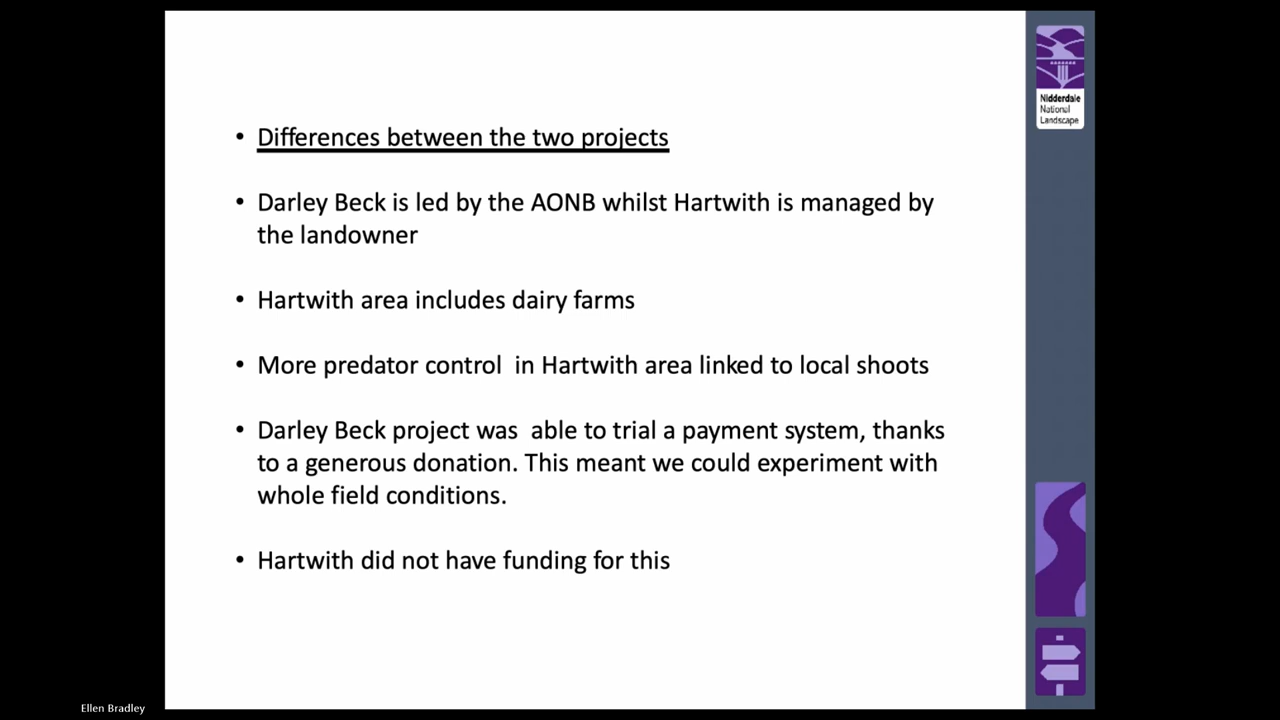 • Differences between the two projects
• Darley Beck is led by the AONB whilst Hartwith is managed by
the landowner
• Hartwith area includes dairy farms
• More predator control  in Hartwith area linked to local shoots
• Darley Beck project was  able to trial a payment system, thanks
to a generous donation. This meant we could experiment with
whole field conditions.
• Hartwith did not have funding for this
Nidderdale
National
Landscape
Ellen Bradley